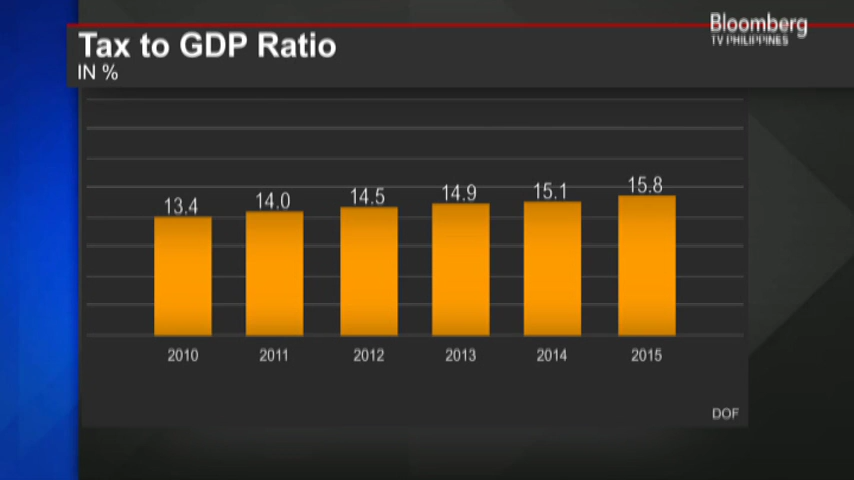 Tax to GDP Ratio
IN %
Bloomberg
TV PHILIPPINES
13.4
14.0
14.5
14.9
15.1
15.8
2010
2011
2012
2013
2014
2015
DOF